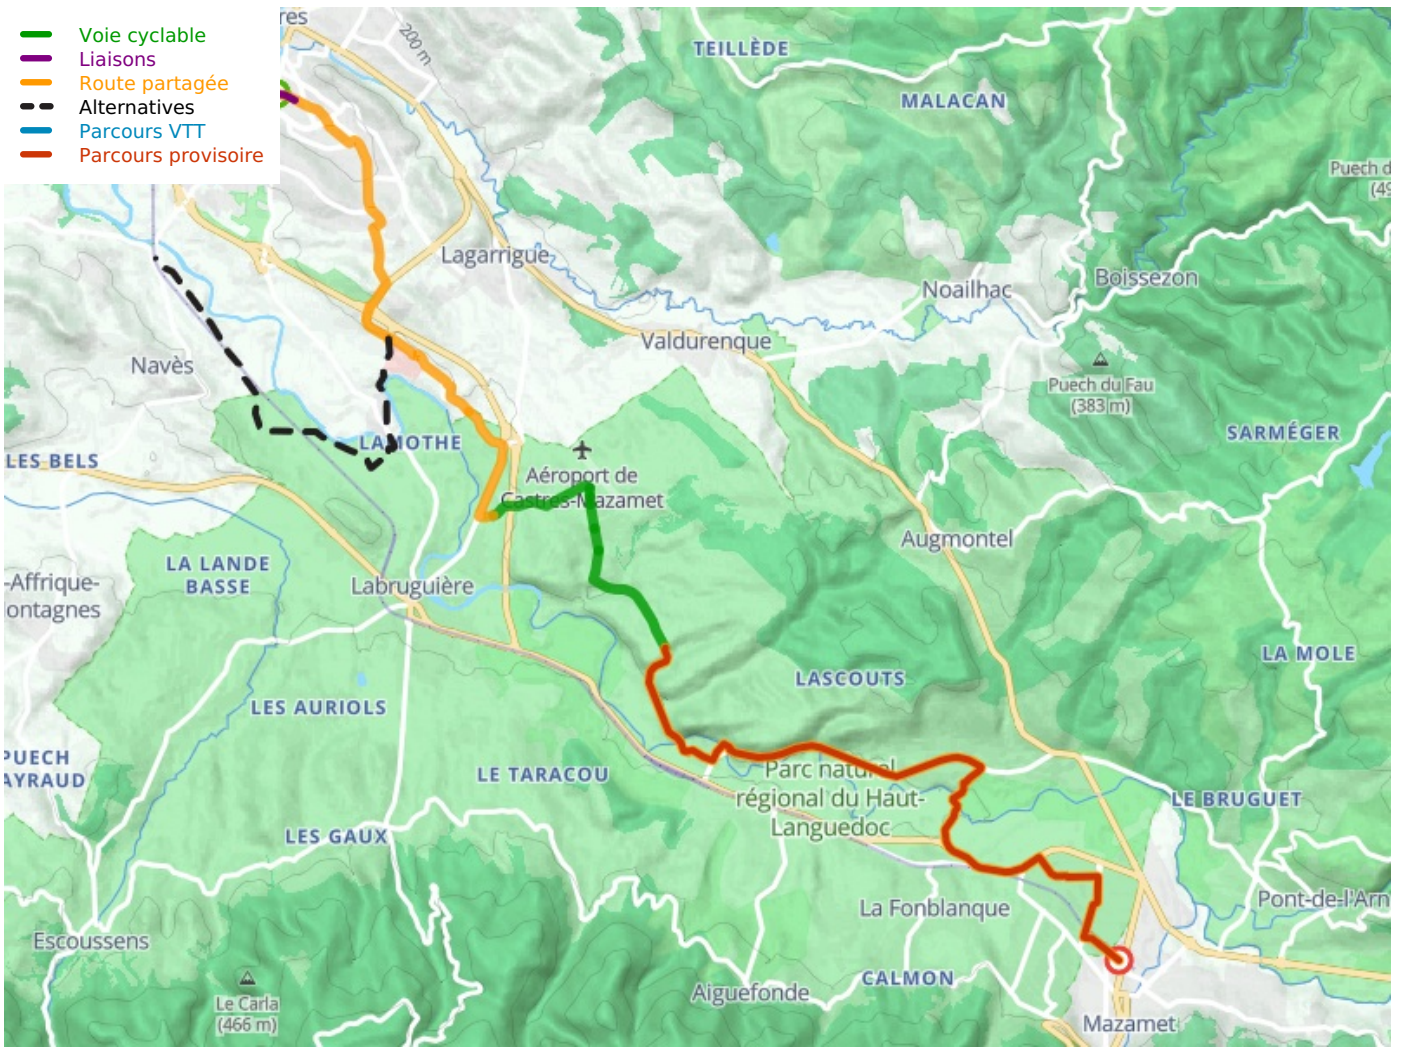 Voie cyclable
Liaisons
Route partagée
Alternatives
Parcours VTT
Parcours provisoire
res
200 m
TEILLÈDE
MALACAN
Puech d
(49
Lagarrigue
Noailhac
Boissezon
Valdurenque
Navès
Puech du Fau
(383 m)
SARMÉGER
LAMOTHE
LES BELS
Aéroport de
Castres-Mazamet
Augmontel
LA LANDE
BASSE
-Affrique-
ontagnes
Labruguière
LA MOLE
LASCOUTS
LES AURIOLS
PUECH
AYRAUD
LE TARACOU
Parc naturel
régional du Haut-
Languedoc
LE BRUGUET
LES GAUX
La Fonblanque
Pont-de-l'Arn
Escoussens
CALMON
Aiguefonde
Le Carla
(466 m)
Mazamet